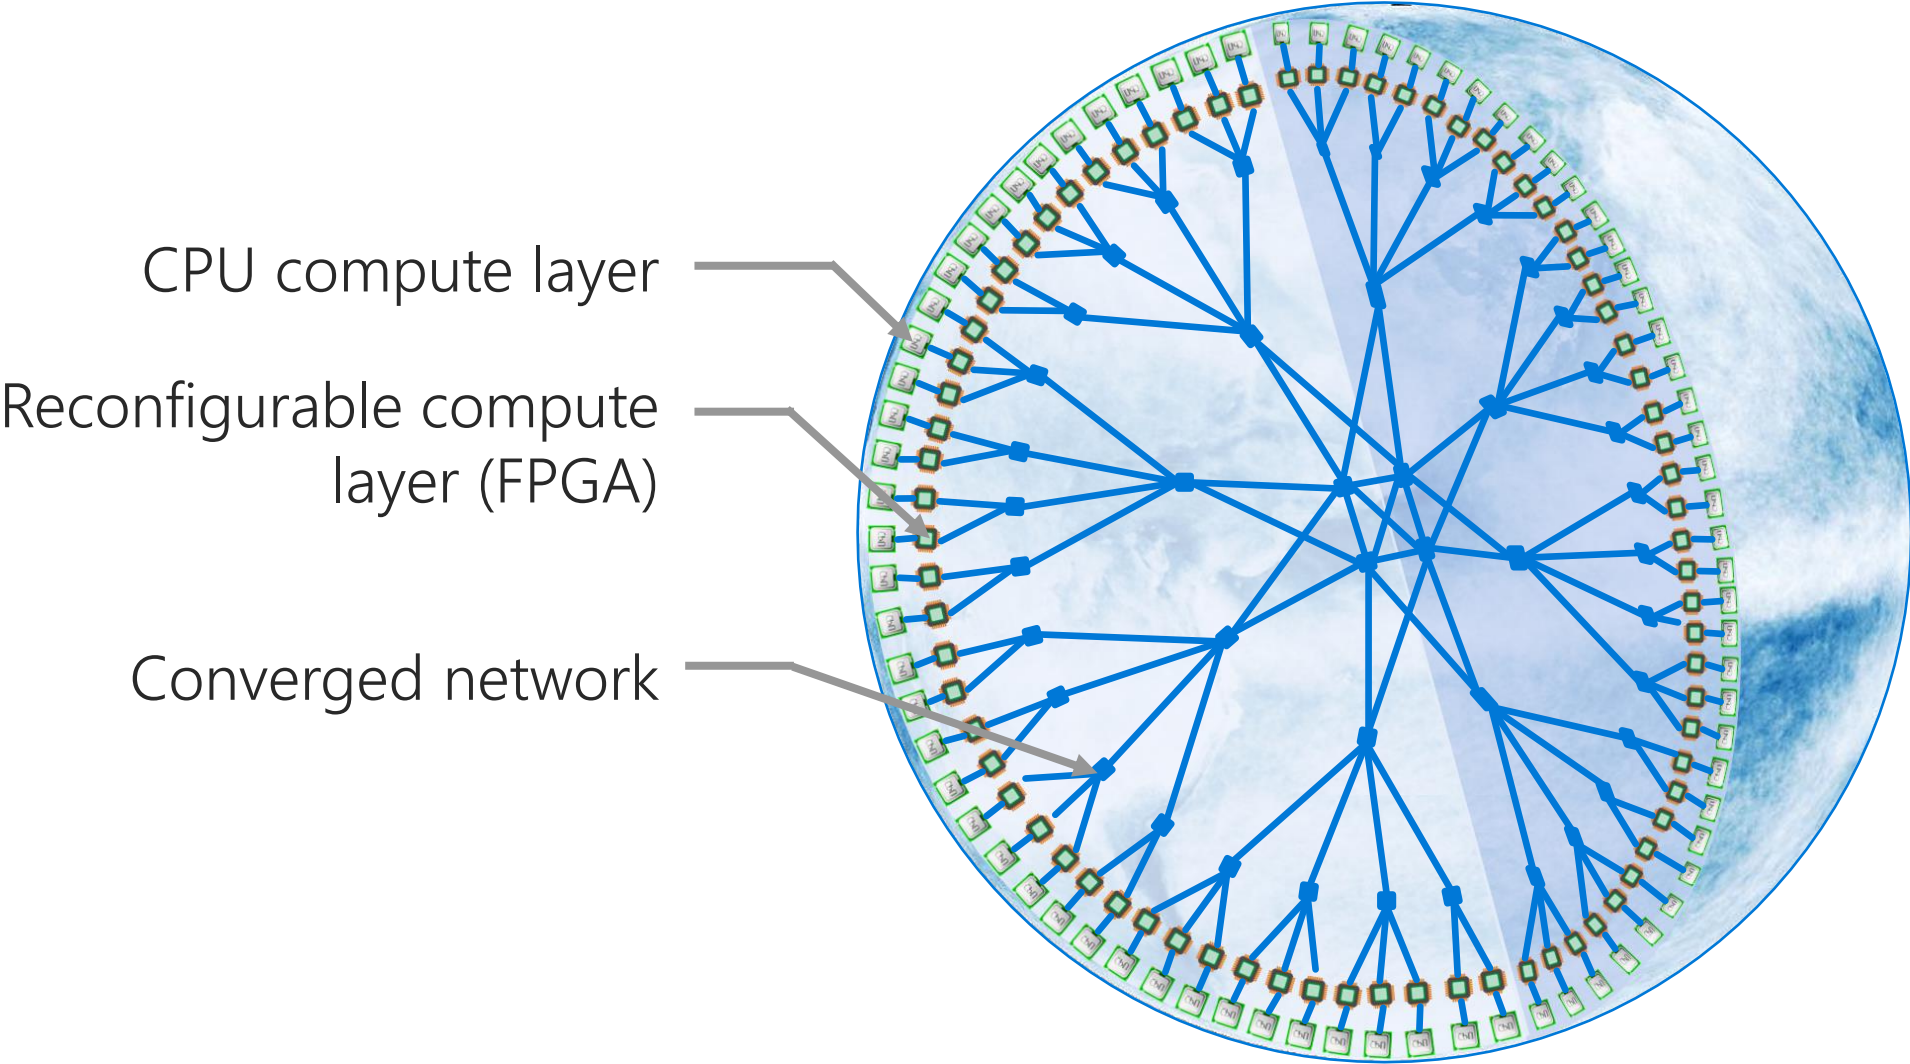 CPU compute layer
Reconfigurable compute
layer (FPGA)
Converged network